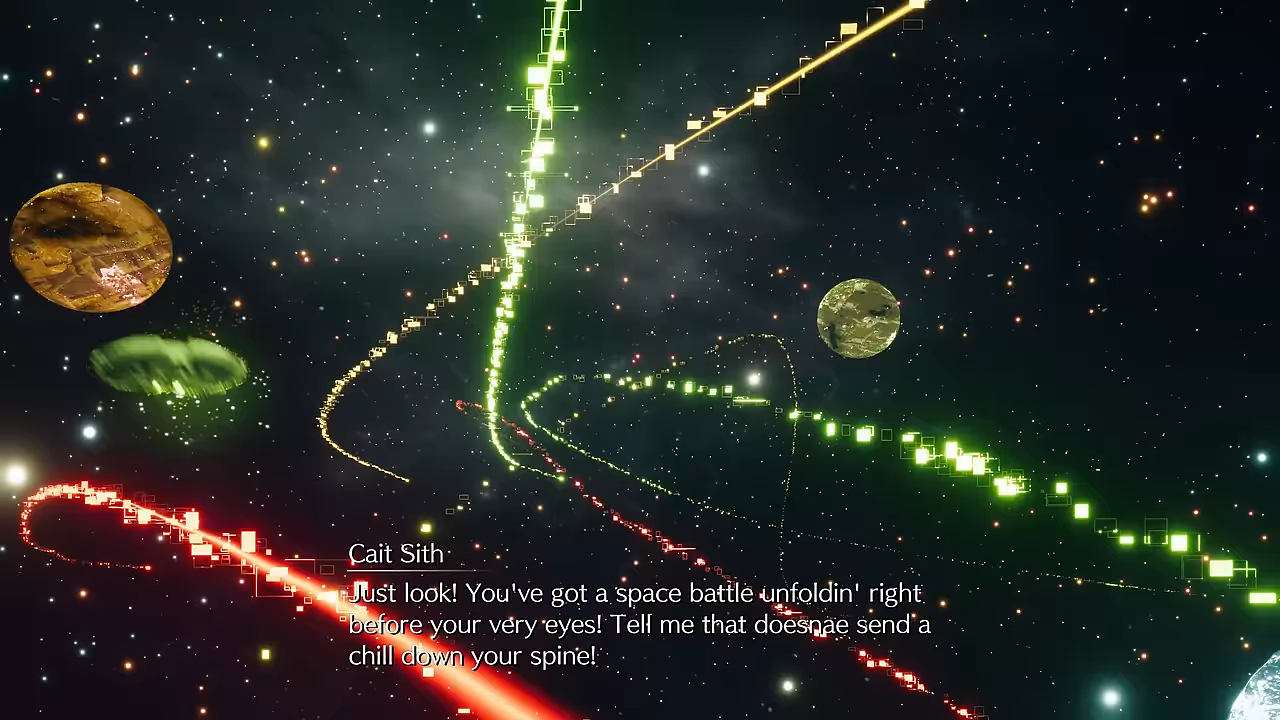 Cait Sith
Just look! You've got a space battle unfoldin' right
before your very eyes! Tell me that doesnae send a
chill down your spine!